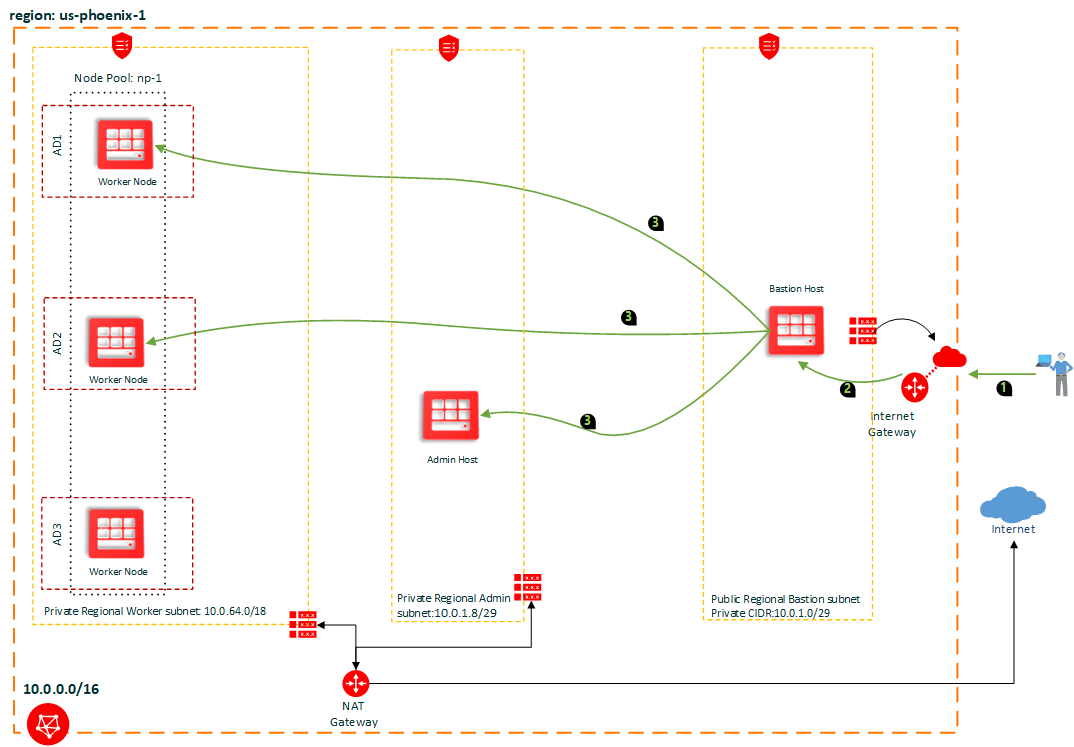 region: us-phoenix-1
Node Pool: np-1
AD1
Worker Node
3
Bastion Host
3
AD2
Worker Node
2
1
Internet
Gateway
3
Admin Host
AD3
Worker Node
Internet
Private Regional Worker subnet: 10.0.64.0/18
Private Regional Admin
subnet:10.0.1.8/29
Public Regional Bastion subnet
Private CIDR:10.0.1.0/29
10.0.0.0/16
NAT
Gateway